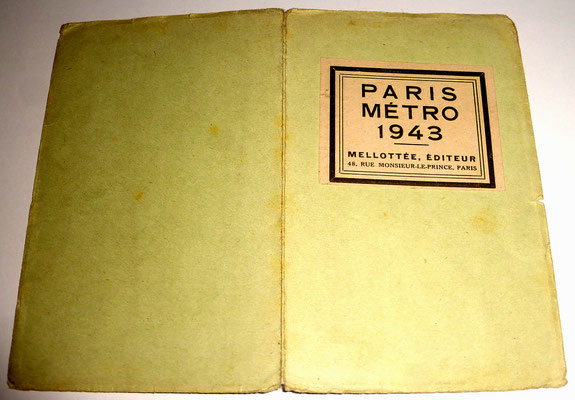 PARIS
MÉTRO
1943
MELLOTTÉE, ÉDITEUR
48, RUE MONSIEUR-LE-PRINCE, PARIS